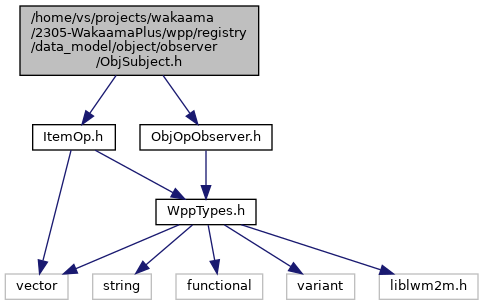 /home/vs/projects/wakaama
/2305-WakaamaPlus/wpp/registry
/data_model/object/observer
/ObjSubject.h
ItemOp.h
ObjOpObserver.h
WppTypes.h
vector
string
functional
variant
liblwm2m.h